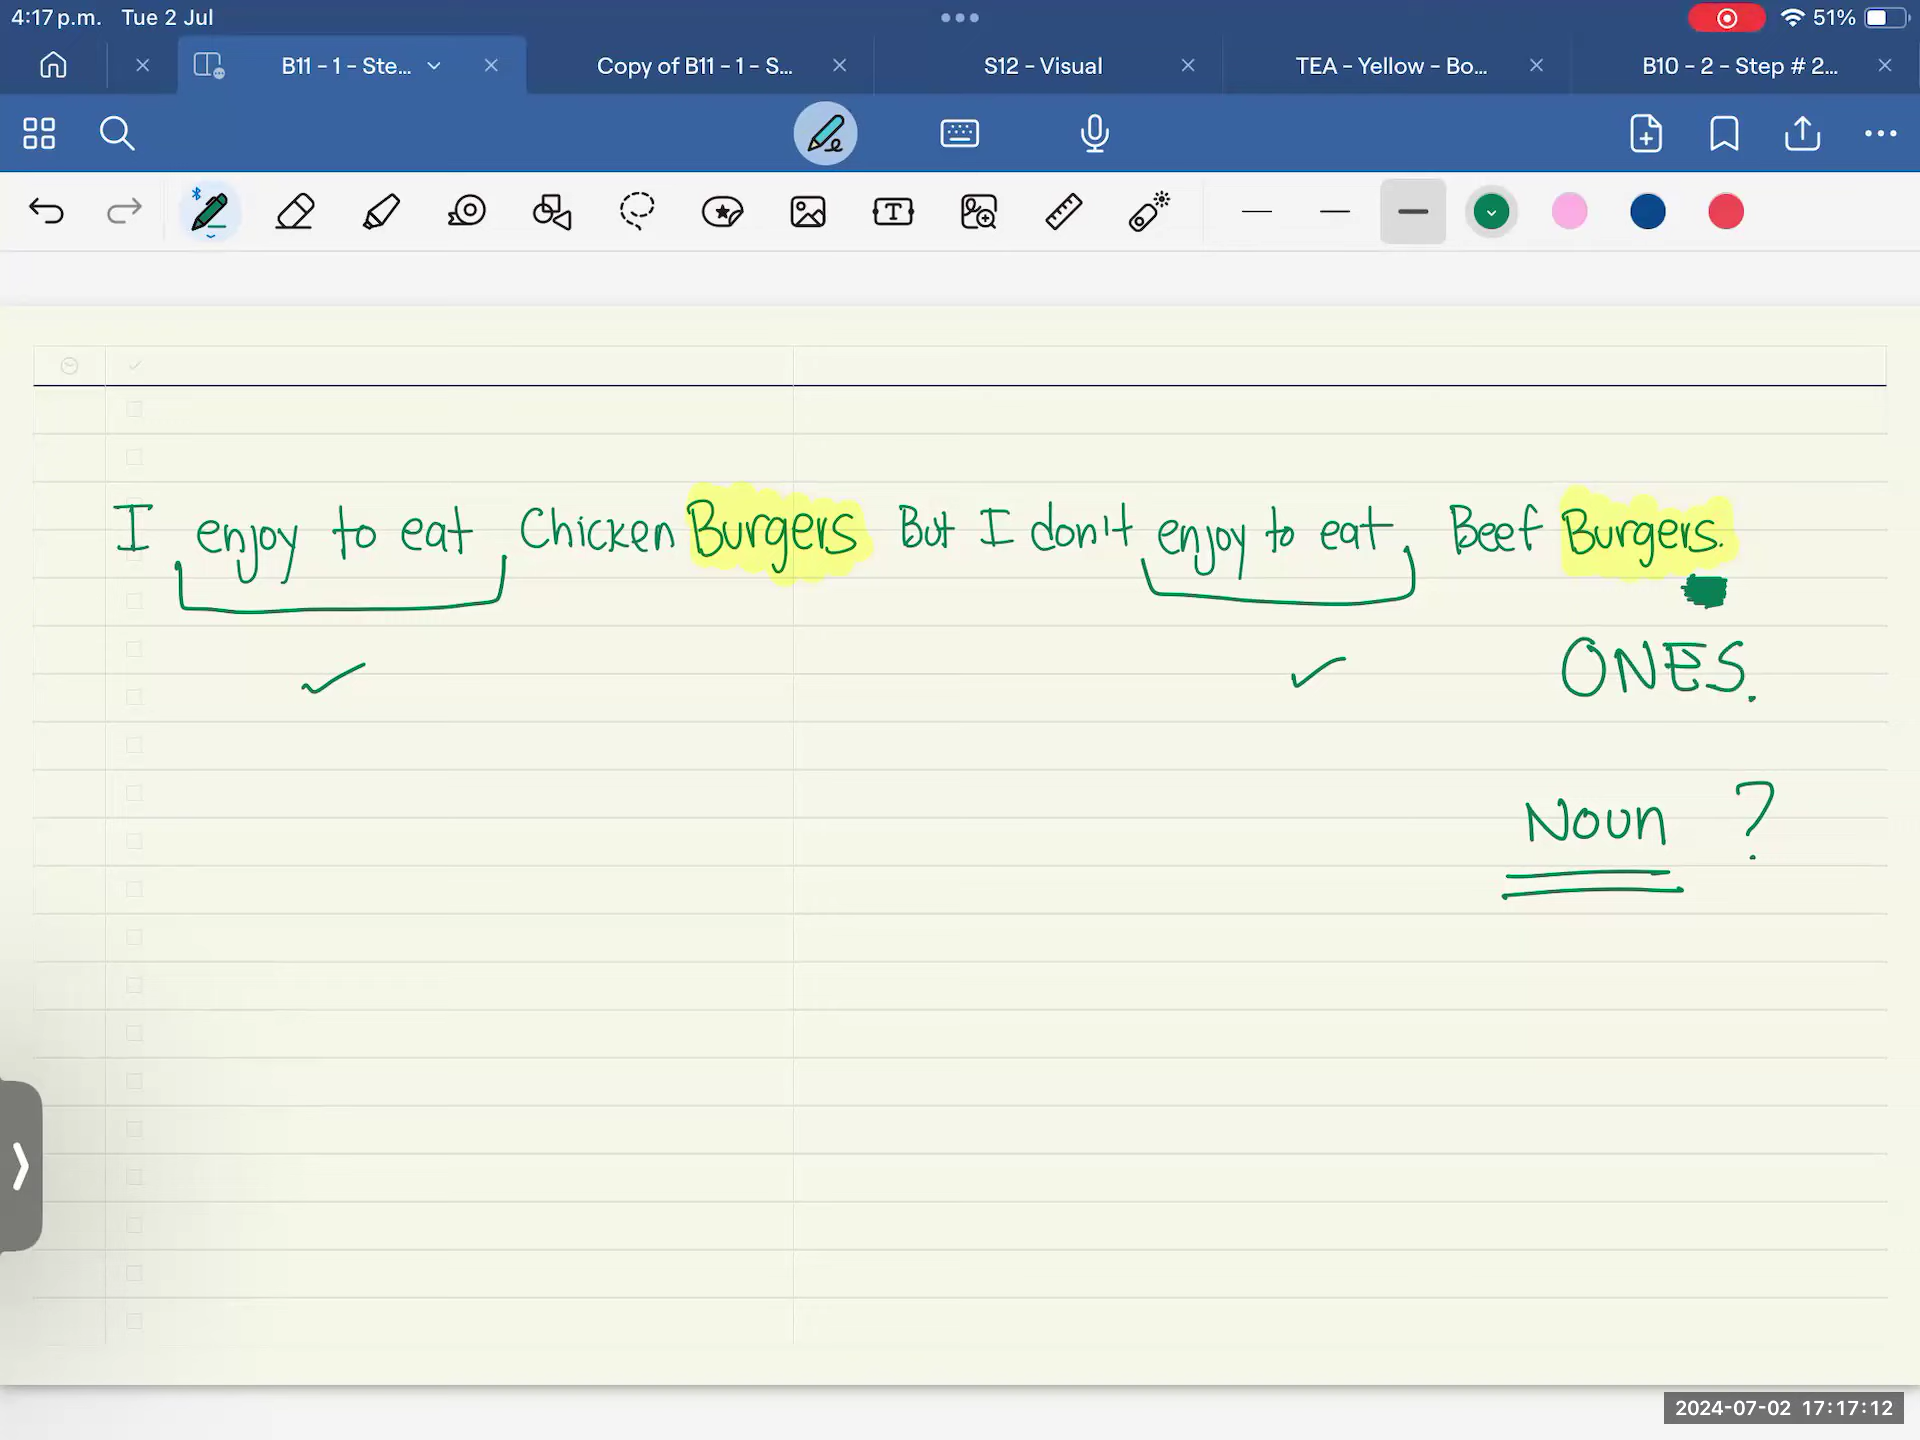 4:17 p.m. Tue 2 Jul 51%
B11 - 1 - Ste... Copy of B11 - 1 - S... S12 - Visual TEA - Yellow - Bo... B10 - 2 - Step # 2...
I enjoy to eat Chicken Burgers But I don't enjoy to eat Beef Burgers.
ONES.
Noun ?
2024-07-02 17:17:12